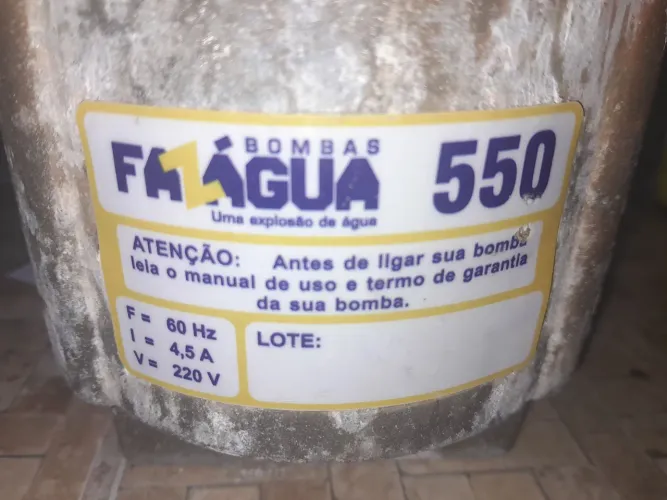 BOMBAS
FAZÁGUA 550
Uma explosão de água
ATENÇÃO: Antes de ligar sua bomba
leia o manual de uso e termo de garantia
da sua bomba.
F = 60 Hz
I = 4,5 A
V = 220 V
LOTE: